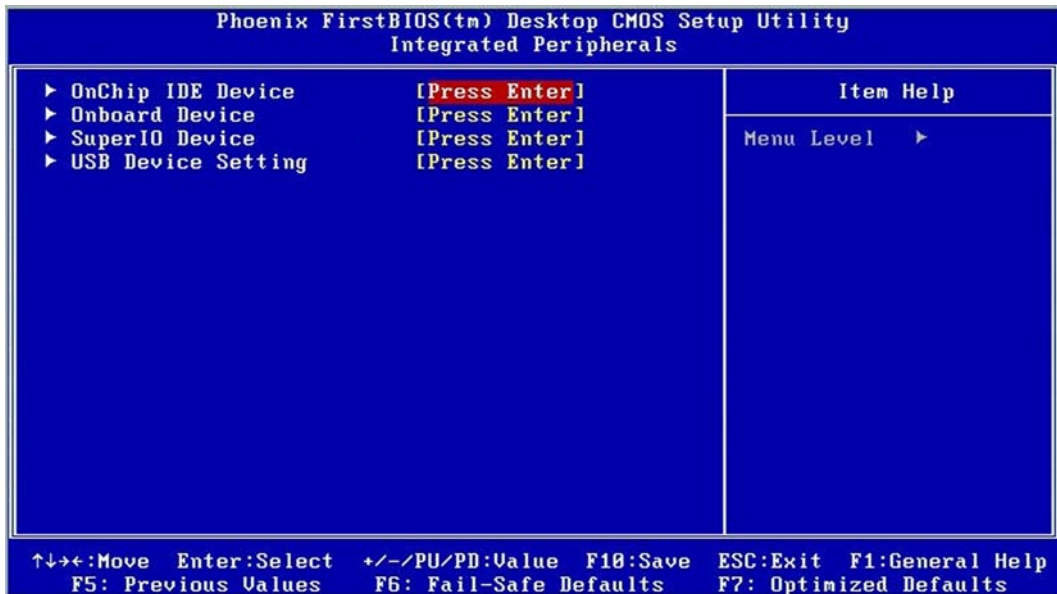 Phoenix FirstBIOS(tm) Desktop CMOS Setup Utility
Integrated Peripherals
► OnChip IDE Device [Press Enter]
► Onboard Device [Press Enter]
► SuperIO Device [Press Enter]
► USB Device Setting [Press Enter]
Item Help
Menu Level ►
↑↓→←:Move Enter:Select +/-/PU/PD:Value F10:Save ESC:Exit F1:General Help
F5: Previous Values F6: Fail-Safe Defaults F7: Optimized Defaults